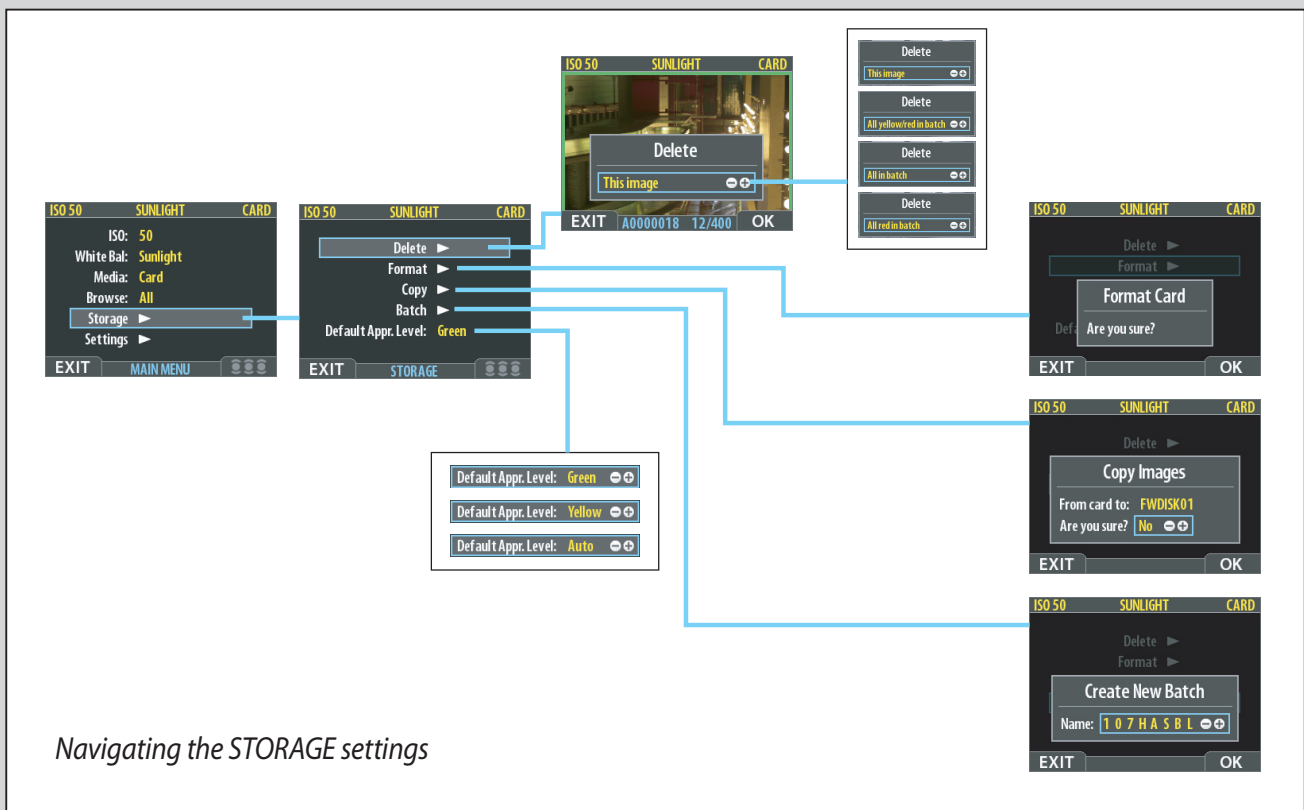 ISO 50 SUNLIGHT CARD
Delete
This image
EXIT A0000018 12/400 OK
Delete
This image
Delete
All yellow/red in batch
Delete
All in batch
Delete
All red in batch
ISO 50 SUNLIGHT CARD
ISO: 50
White Bal: Sunlight
Media: Card
Browse: All
Storage
Settings
EXIT MAIN MENU
ISO 50 SUNLIGHT CARD
Delete
Format
Copy
Batch
Default Appr. Level: Green
EXIT STORAGE
Default Appr. Level: Green
Default Appr. Level: Yellow
Default Appr. Level: Auto
ISO 50 SUNLIGHT CARD
Delete
Format
Format Card
Defa
Are you sure?
EXIT OK
ISO 50 SUNLIGHT CARD
Delete
Copy Images
From card to: FWDISK01
Are you sure? No
EXIT OK
ISO 50 SUNLIGHT CARD
Delete
Format
Create New Batch
Name: 1 0 7 H A S B L
EXIT OK
Navigating the STORAGE settings